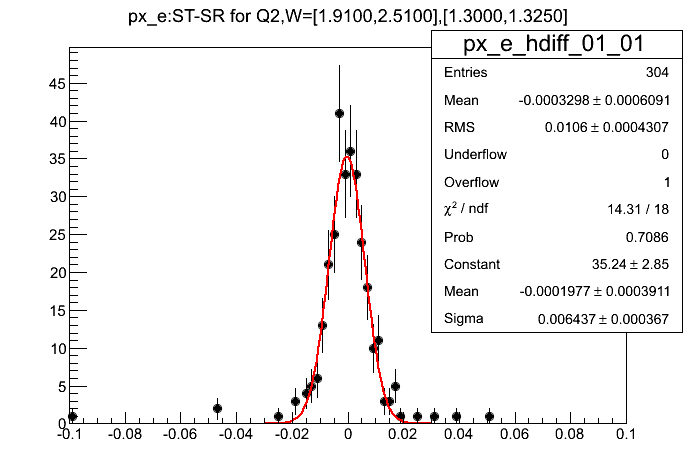 px_e:ST-SR for Q2,W=[1.9100,2.5100],[1.3000,1.3250]
px_e_hdiff_01_01
Entries 304
Mean -0.0003298 ± 0.0006091
RMS 0.0106 ± 0.0004307
Underflow 0
Overflow 1
χ² / ndf 14.31 / 18
Prob 0.7086
Constant 35.24 ± 2.85
Mean -0.0001977 ± 0.0003911
Sigma 0.006437 ± 0.000367
45
40
35
30
25
20
15
10
5
0
-0.1 -0.08 -0.06 -0.04 -0.02 0 0.02 0.04 0.06 0.08 0.1